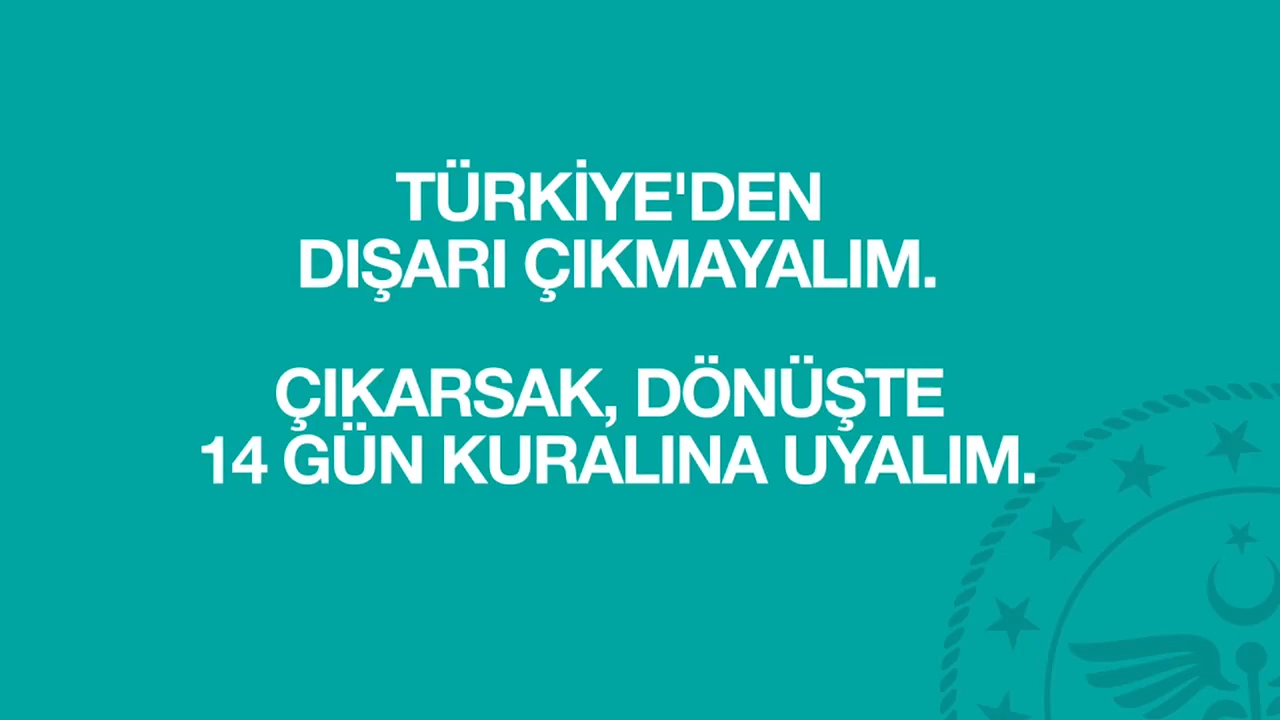 TÜRKİYE'DEN
DIŞARI ÇIKMAYALIM.
ÇIKARSAK, DÖNÜŞTE
14 GÜN KURALINA UYALIM.